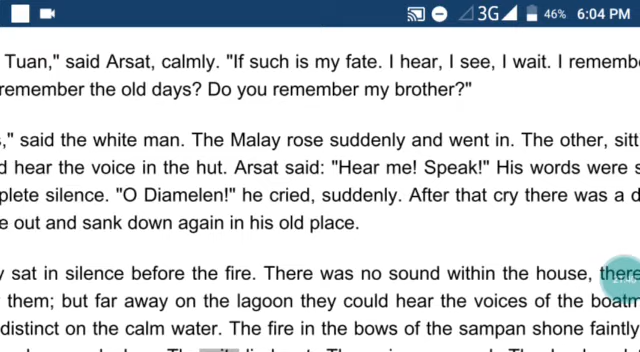 3G 46% 6:04 PM
Tuan," said Arsat, calmly. "If such is my fate. I hear, I see, I wait. I rememb
remember the old days? Do you remember my brother?"
," said the white man. The Malay rose suddenly and went in. The other, sitt
d hear the voice in the hut. Arsat said: "Hear me! Speak!" His words were s
plete silence. "O Diamelen!" he cried, suddenly. After that cry there was a d
e out and sank down again in his old place.
y sat in silence before the fire. There was no sound within the house, there
them; but far away on the lagoon they could hear the voices of the boatm
distinct on the calm water. The fire in the bows of the sampan shone faintly